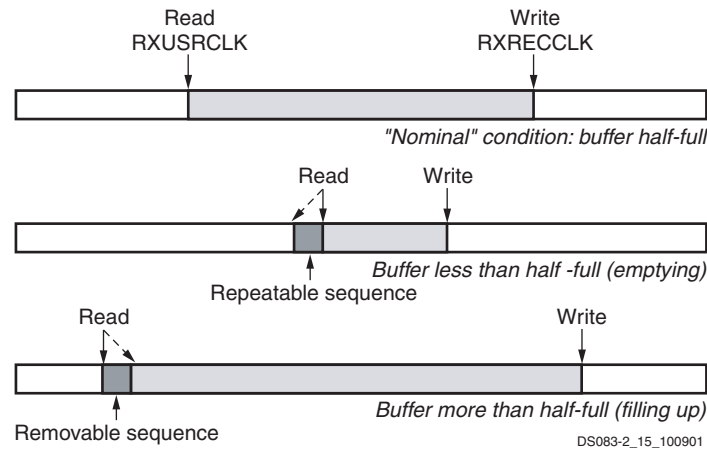 Read
RXUSRCLK
Write
RXRECCLK
"Nominal" condition: buffer half-full
Read
Write
Buffer less than half -full (emptying)
Repeatable sequence
Read
Write
Buffer more than half-full (filling up)
Removable sequence
DS083-2_15_100901